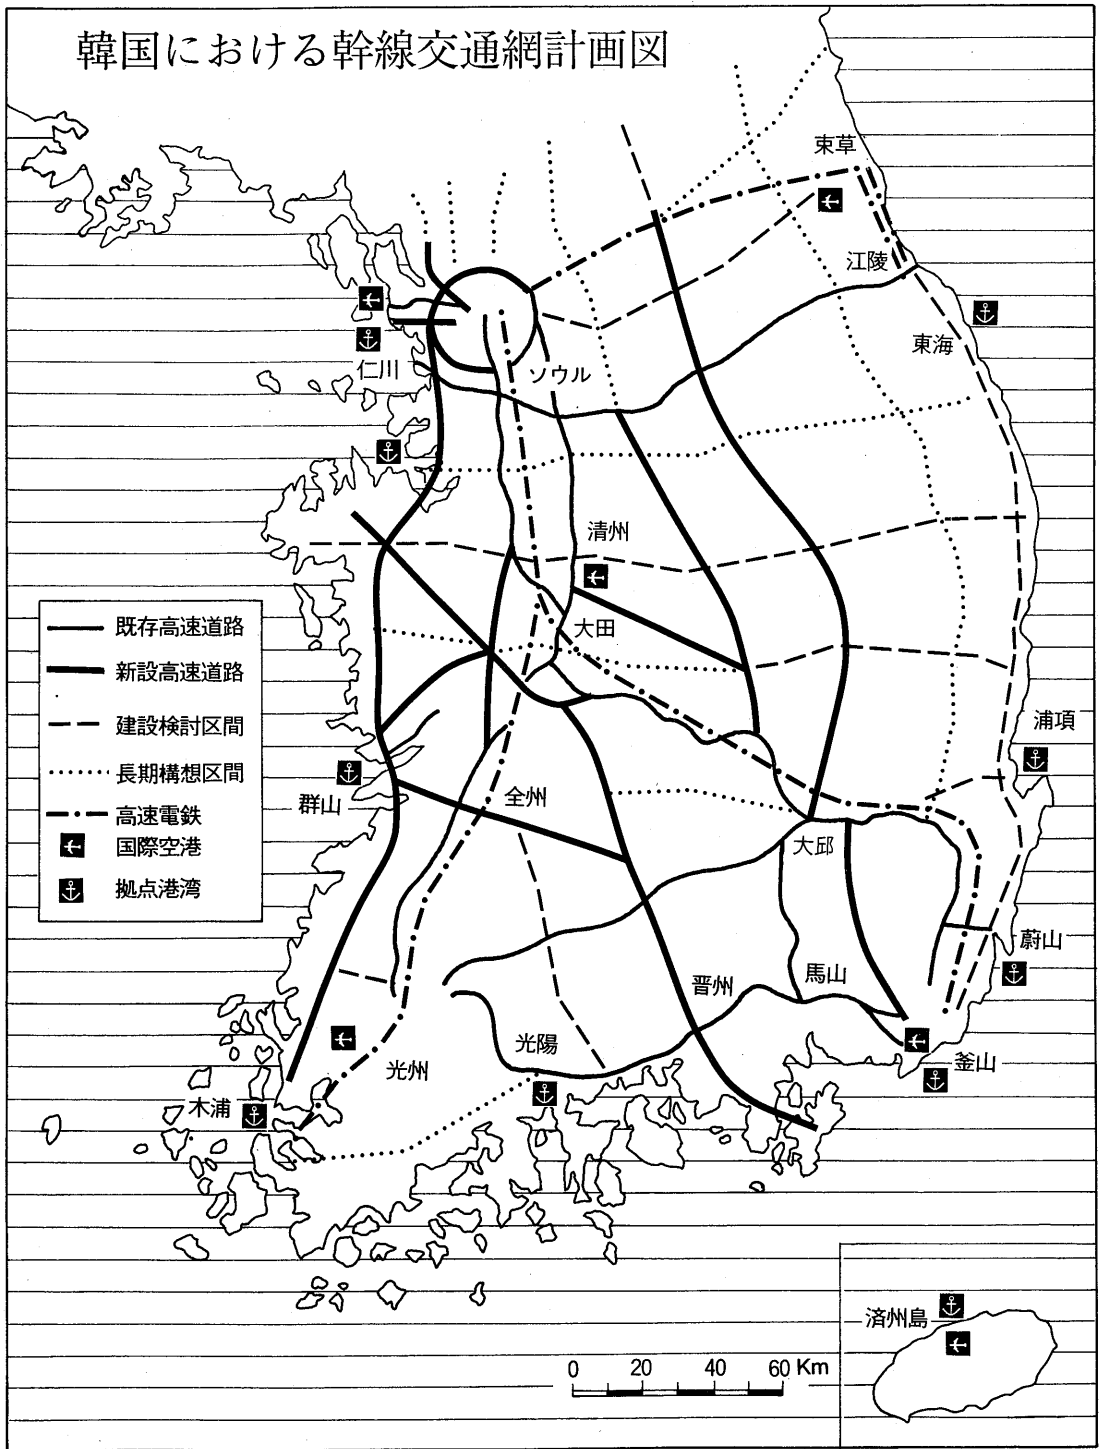 韓国における幹線交通網計画図
束草
江陵
東海
仁川
ソウル
清州
大田
既存高速道路
新設高速道路
建設検討区間
長期構想区間
高速電鉄
国際空港
拠点港湾
浦項
群山
全州
大邱
蔚山
晋州
馬山
光陽
釜山
光州
木浦
済州島
0 20 40 60 Km